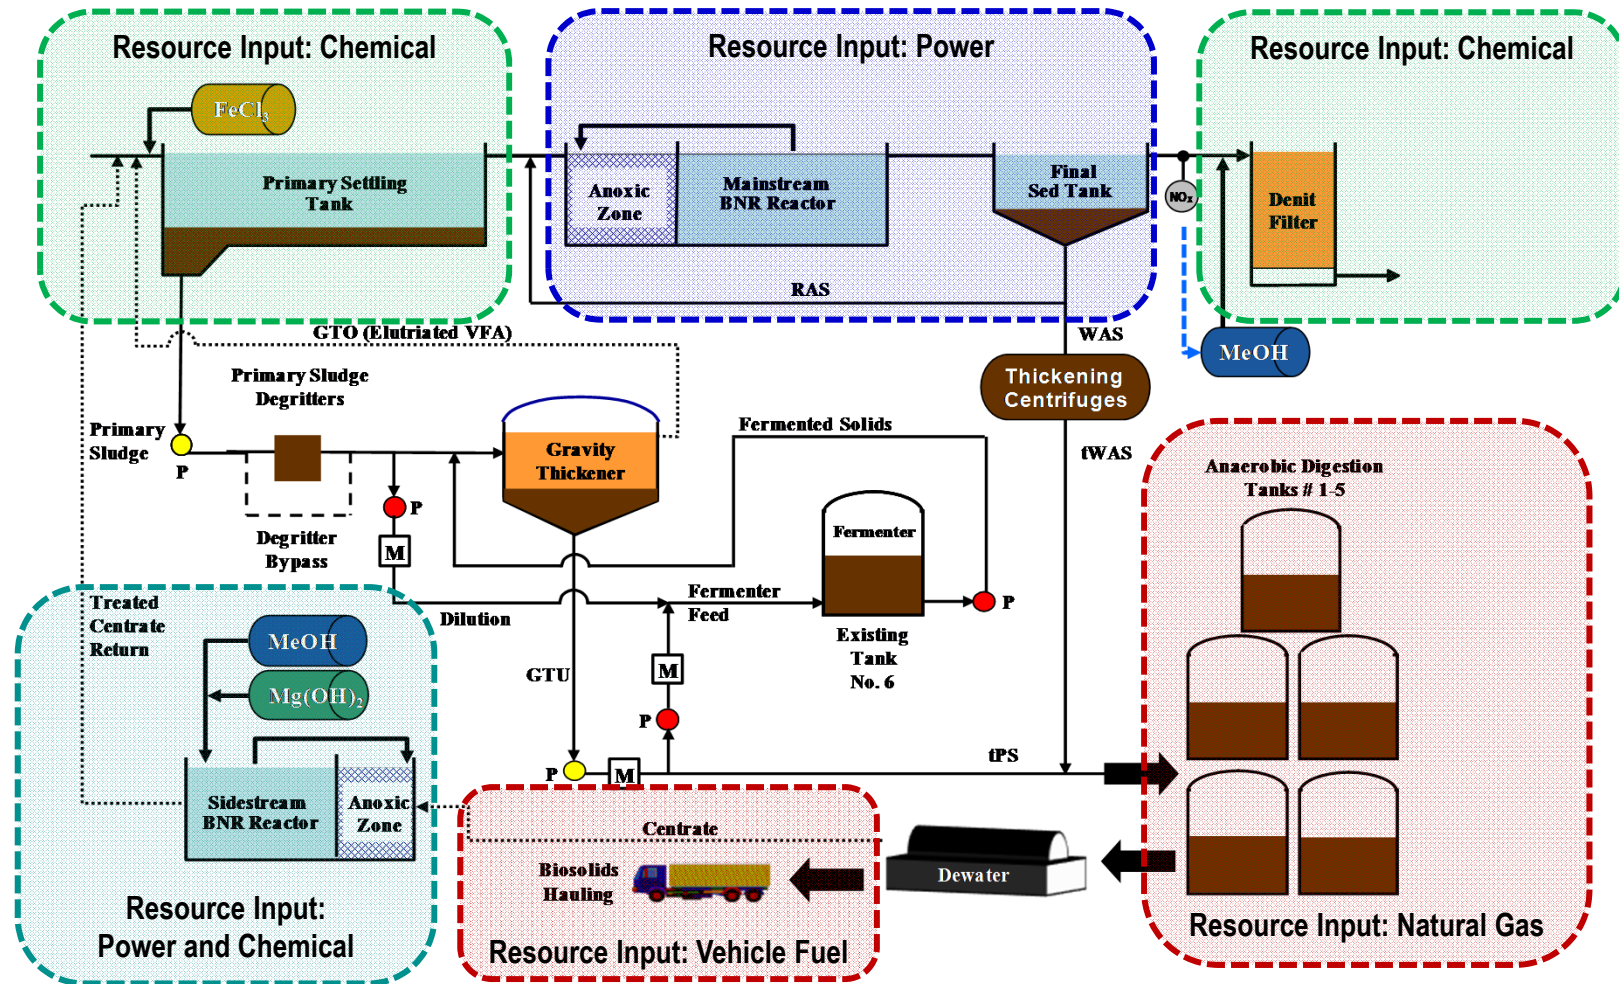 Resource Input: Chemical
Resource Input: Power
Resource Input: Chemical
FeCl3
Primary Settling
Tank
Anoxic
Zone
Mainstream
BNR Reactor
Final
Sed Tank
NOx
Denit
Filter
RAS
GTO (Elutriated VFA)
WAS
MeOH
Thickening
Centrifuges
Primary Sludge
Degritters
Primary
Sludge
P
Gravity
Thickener
Fermented Solids
tWAS
Anaerobic Digestion
Tanks # 1-5
P
Degritter
Bypass
M
Fermenter
Treated
Centrate
Return
Dilution
Fermenter
Feed
P
Existing
Tank
No. 6
MeOH
Mg(OH)2
GTU
M
P
P
M
tPS
Sidestream
BNR Reactor
Anoxic
Zone
Centrate
Biosolids
Hauling
Dewater
Resource Input:
Power and Chemical
Resource Input: Vehicle Fuel
Resource Input: Natural Gas